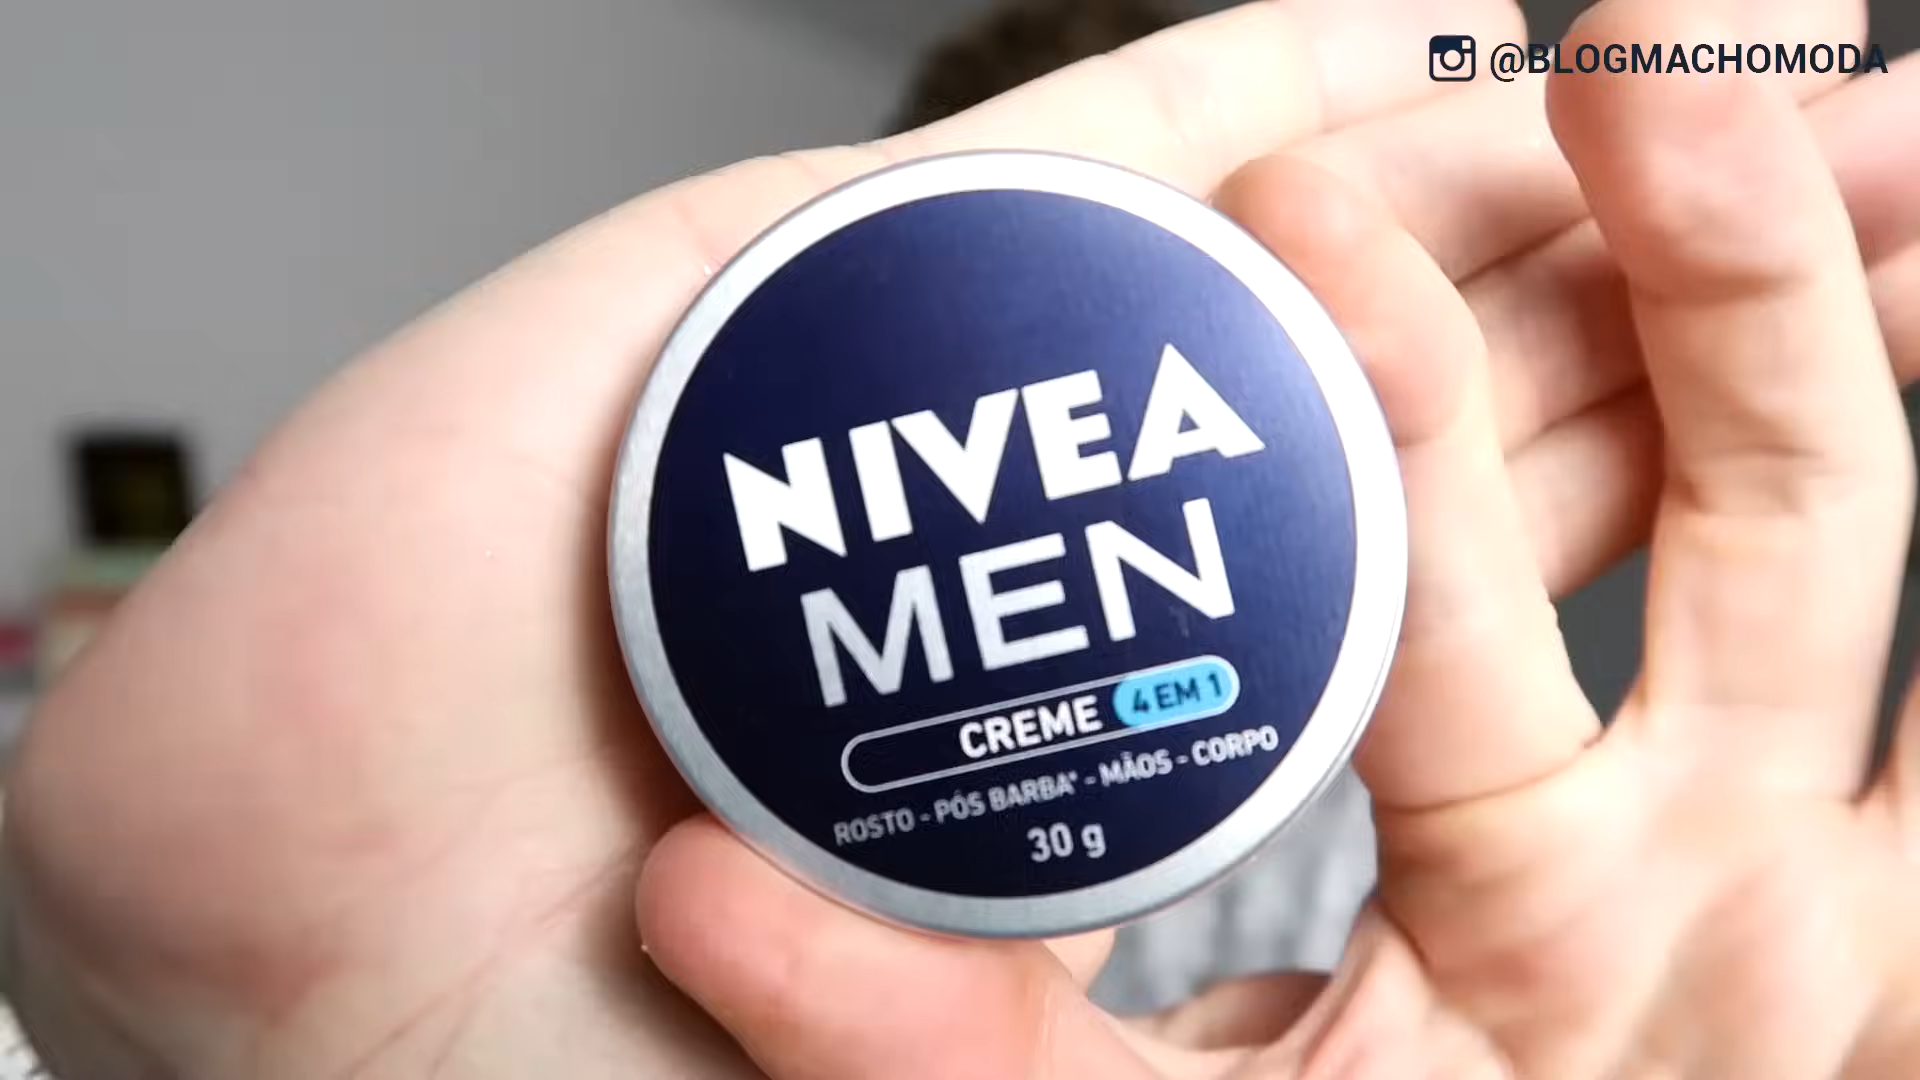 @BLOGMACHOMODA
NIVEA
MEN
CREME 4 EM 1
ROSTO - PÓS BARBA* - MÃOS - CORPO
30 g